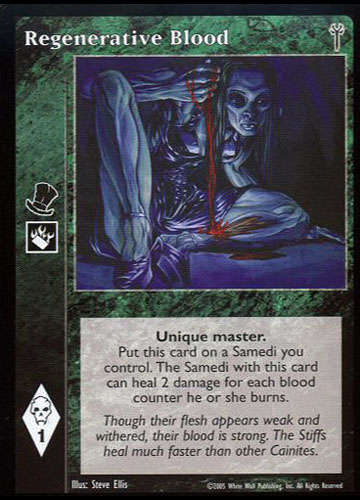 Regenerative Blood
Unique master.
Put this card on a Samedi you
control. The Samedi with this card
can heal 2 damage for each blood
counter he or she burns.
Though their flesh appears weak and
withered, their blood is strong. The Stiffs
heal much faster than other Cainites.
1
Illus: Steve Ellis
©2005 White Wolf Publishing, Inc. All Rights Reserved